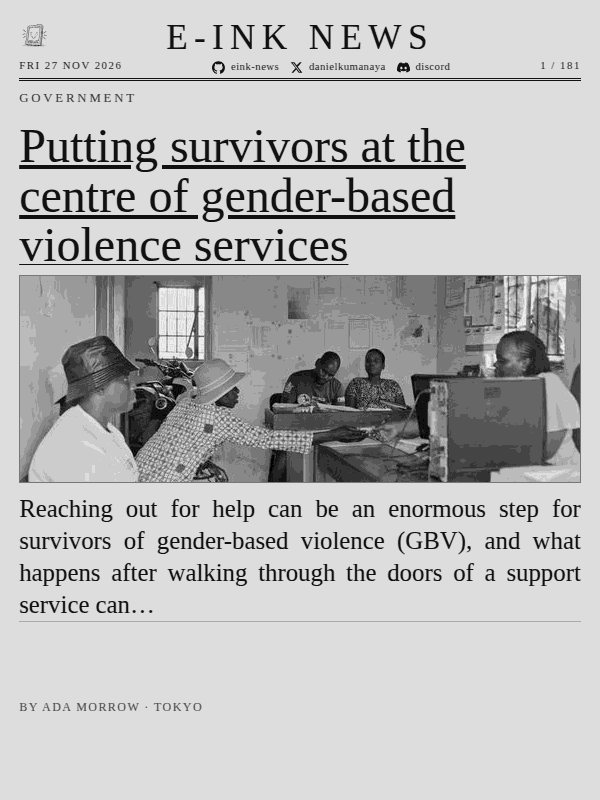 E-INK NEWS
FRI 27 NOV 2026
eink-news danielkumanaya discord
1 / 181
GOVERNMENT
Putting survivors at the
centre of gender-based
violence services
Reaching out for help can be an enormous step for
survivors of gender-based violence (GBV), and what
happens after walking through the doors of a support
service can…
BY ADA MORROW · TOKYO